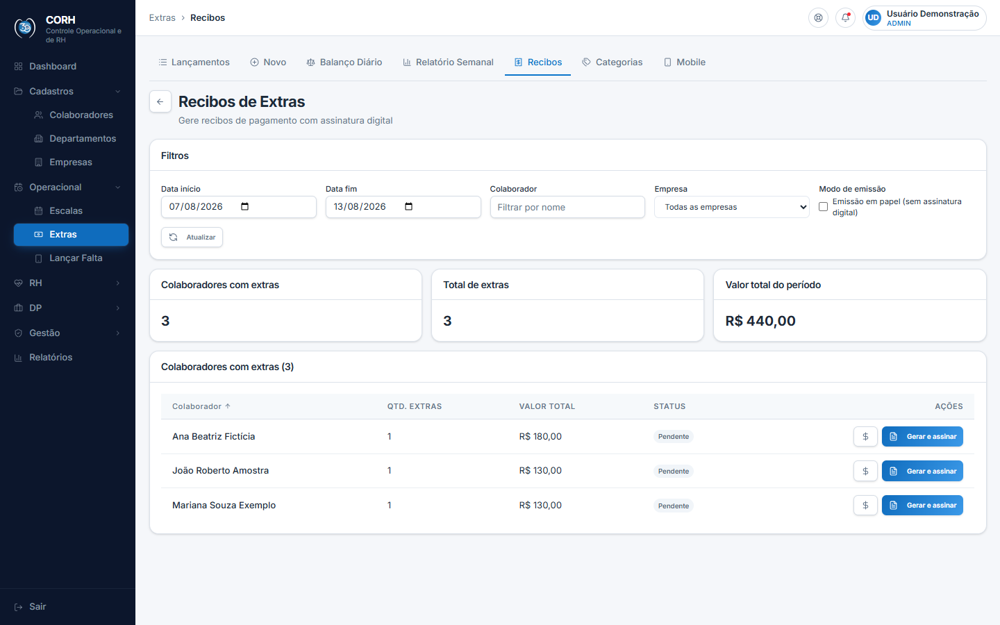 CORH
Controle Operacional e
de RH
Dashboard
Cadastros
Colaboradores
Departamentos
Empresas
Operacional
Escalas
Extras
Lançar Falta
RH
DP
Gestão
Relatórios
Sair
Extras > Recibos
UD
Usuário Demonstração
ADMIN
Lançamentos
Novo
Balanço Diário
Relatório Semanal
Recibos
Categorias
Mobile
Recibos de Extras
Gere recibos de pagamento com assinatura digital
Filtros
Data início
07/08/2026
Data fim
13/08/2026
Colaborador
Filtrar por nome
Empresa
Todas as empresas
Modo de emissão
Emissão em papel (sem assinatura
digital)
Atualizar
Colaboradores com extras
3
Total de extras
3
Valor total do período
R$ 440,00
Colaboradores com extras (3)
Colaborador ↑ QTD. EXTRAS VALOR TOTAL STATUS AÇÕES
Ana Beatriz Fictícia 1 R$ 180,00 Pendente $ Gerar e assinar
João Roberto Amostra 1 R$ 130,00 Pendente $ Gerar e assinar
Mariana Souza Exemplo 1 R$ 130,00 Pendente $ Gerar e assinar